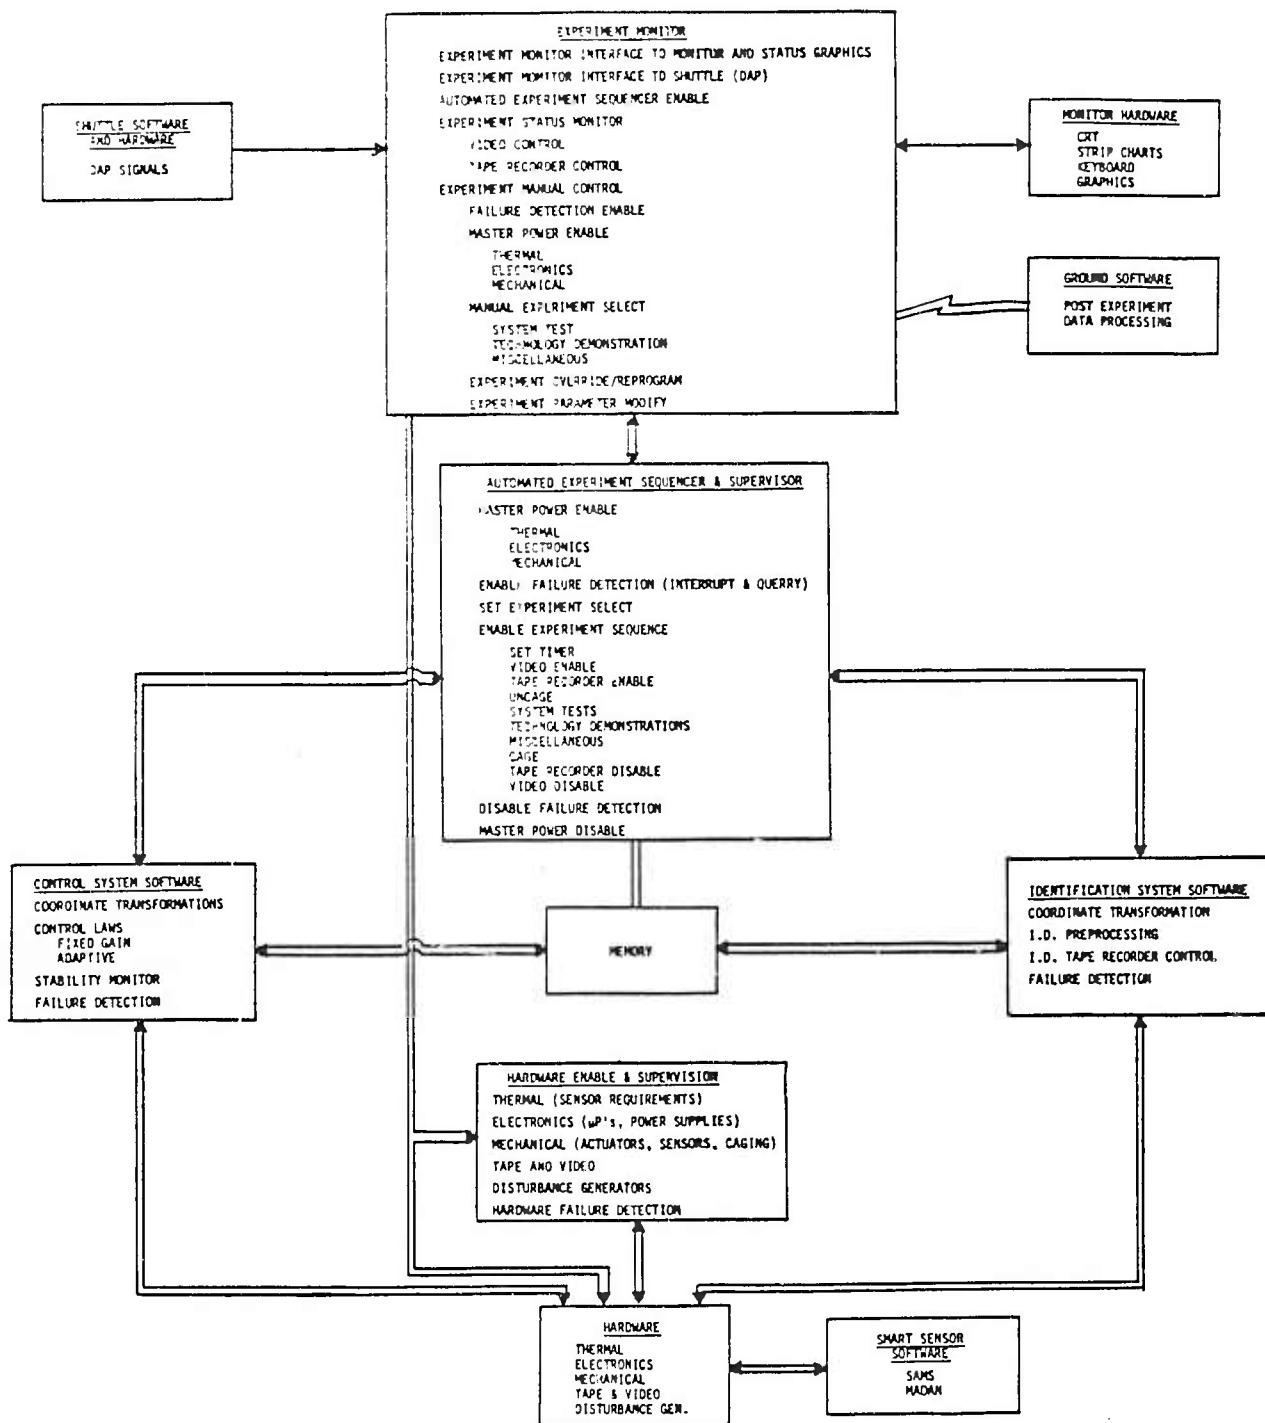 EXPERIMENT MONITOR
EXPERIMENT MONITOR INTERFACE TO MONITOR AND STATUS GRAPHICS
EXPERIMENT MOMITOR INTERFACE TO SHUTTLE (DAP)
AUTOMATED EXPERIMENT SEQUENCER ENABLE
EXPERIMENT STATUS MONITOR
VIDEO CONTROL
TAPE RECORDER CONTROL
EXPERIMENT MANUAL CONTROL
FAILURE DETECTION ENABLE
MASTER POWER ENABLE
THERMAL
ELECTRONICS
MECHANICAL
MANUAL EXPERIMENT SELECT
SYSTEM TEST
TECHNOLOGY DEMONSTRATION
MISCELLANEOUS
EXPERIMENT OVERRIDE/REPROGRAM
EXPERIMENT PARAMETER MODIFY
SHUTTLE SOFTWARE
AND HARDWARE
DAP SIGNALS
MONITOR HARDWARE
CRT
STRIP CHARTS
KEYBOARD
GRAPHICS
GROUND SOFTWARE
POST EXPERIMENT
DATA PROCESSING
AUTOMATED EXPERIMENT SEQUENCER & SUPERVISOR
MASTER POWER ENABLE
THERMAL
ELECTRONICS
MECHANICAL
ENABLE FAILURE DETECTION (INTERRUPT & QUERRY)
SET EXPERIMENT SELECT
ENABLE EXPERIMENT SEQUENCE
SET TIMER
VIDEO ENABLE
TAPE RECORDER ENABLE
UNCAGE
SYSTEM TESTS
TECHNOLOGY DEMONSTRATIONS
MISCELLANEOUS
CAGE
TAPE RECORDER DISABLE
VIDEO DISABLE
DISABLE FAILURE DETECTION
MASTER POWER DISABLE
CONTROL SYSTEM SOFTWARE
COORDINATE TRANSFORMATIONS
CONTROL LAWS
FIXED GAIN
ADAPTIVE
STABILITY MONITOR
FAILURE DETECTION
MEMORY
IDENTIFICATION SYSTEM SOFTWARE
COORDINATE TRANSFORMATION
I.D. PREPROCESSING
I.D. TAPE RECORDER CONTROL
FAILURE DETECTION
HARDWARE ENABLE & SUPERVISION
THERMAL (SENSOR REQUIREMENTS)
ELECTRONICS (μP's, POWER SUPPLIES)
MECHANICAL (ACTUATORS, SENSORS, CAGING)
TAPE AND VIDEO
DISTURBANCE GENERATORS
HARDWARE FAILURE DETECTION
HARDWARE
THERMAL
ELECTRONICS
MECHANICAL
TAPE & VIDEO
DISTURBANCE GEN.
SMART SENSOR
SOFTWARE
SAMS
MADAN